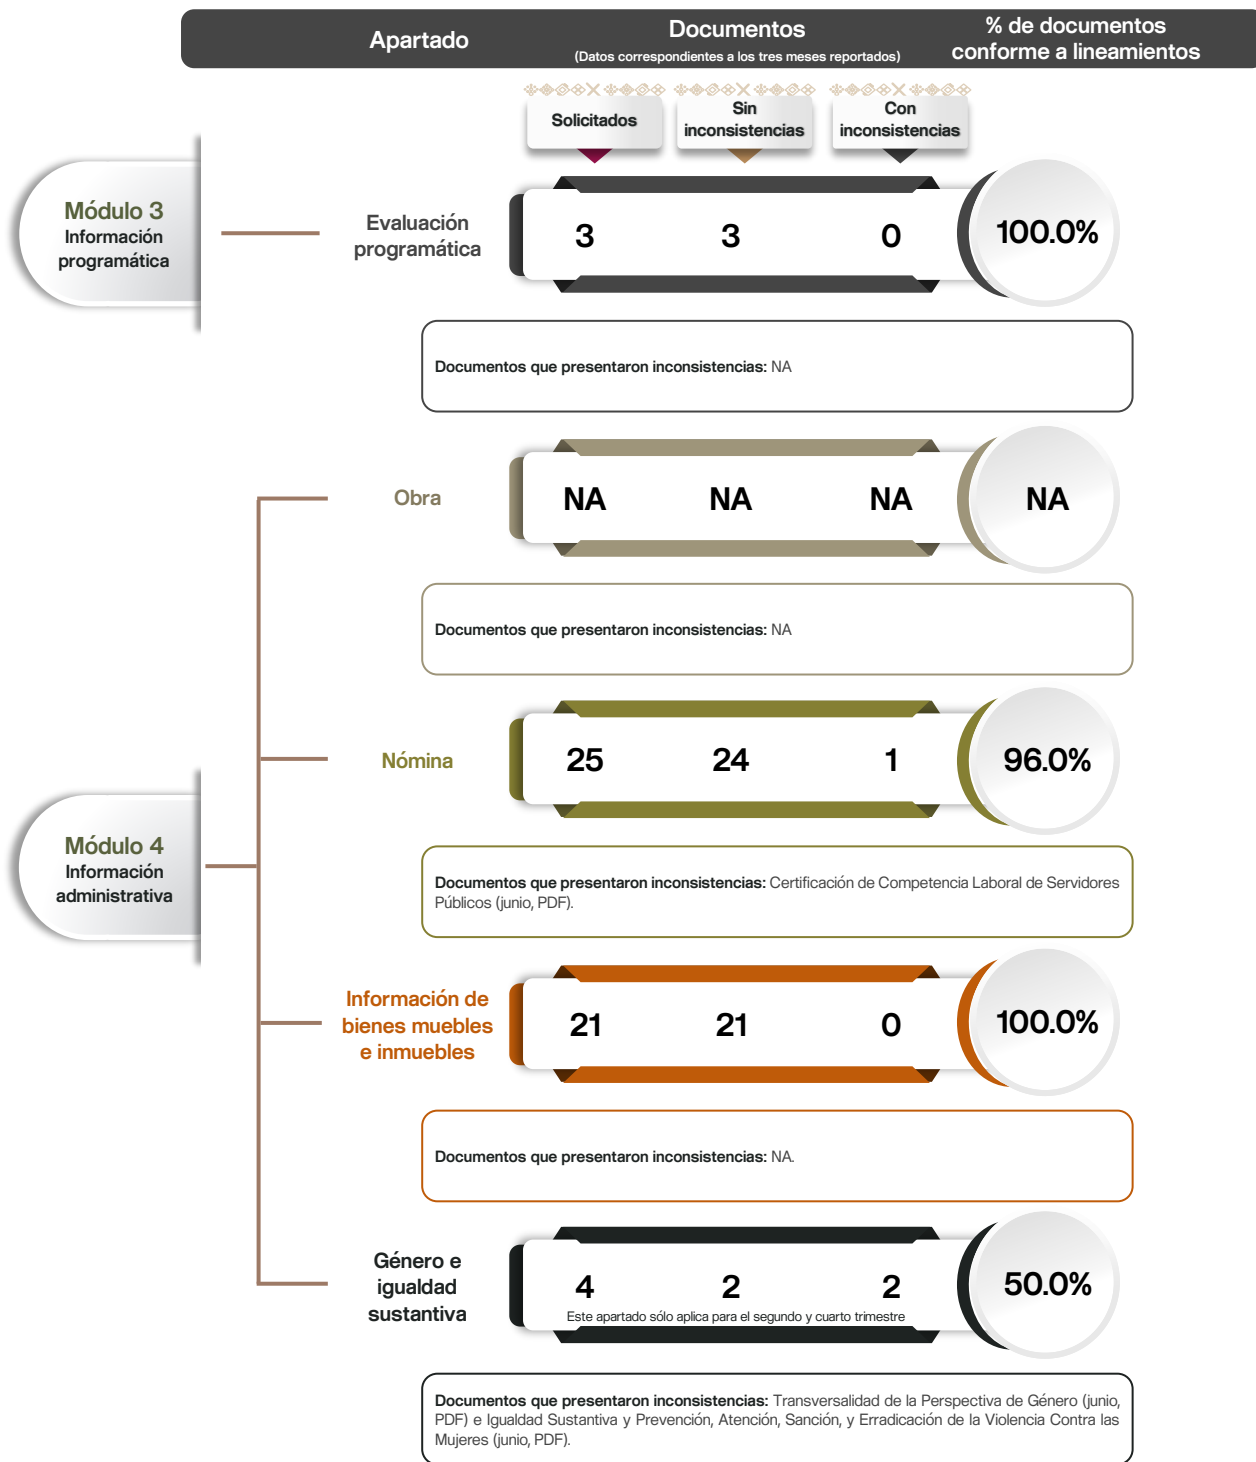 Apartado
Documentos
(Datos correspondientes a los tres meses reportados)
% de documentos
conforme a lineamientos
Solicitados
Sin
inconsistencias
Con
inconsistencias
Módulo 3
Información
programática
Evaluación
programática
3
3
0
100.0%
Documentos que presentaron inconsistencias: NA
Obra
NA
NA
NA
NA
Documentos que presentaron inconsistencias: NA
Nómina
25
24
1
96.0%
Módulo 4
Información
administrativa
Documentos que presentaron inconsistencias: Certificación de Competencia Laboral de Servidores
Públicos (junio, PDF).
Información de
bienes muebles
e inmuebles
21
21
0
100.0%
Documentos que presentaron inconsistencias: NA.
Género e
igualdad
sustantiva
4
2
2
50.0%
Este apartado sólo aplica para el segundo y cuarto trimestre
Documentos que presentaron inconsistencias: Transversalidad de la Perspectiva de Género (junio,
PDF) e Igualdad Sustantiva y Prevención, Atención, Sanción, y Erradicación de la Violencia Contra las
Mujeres (junio, PDF).